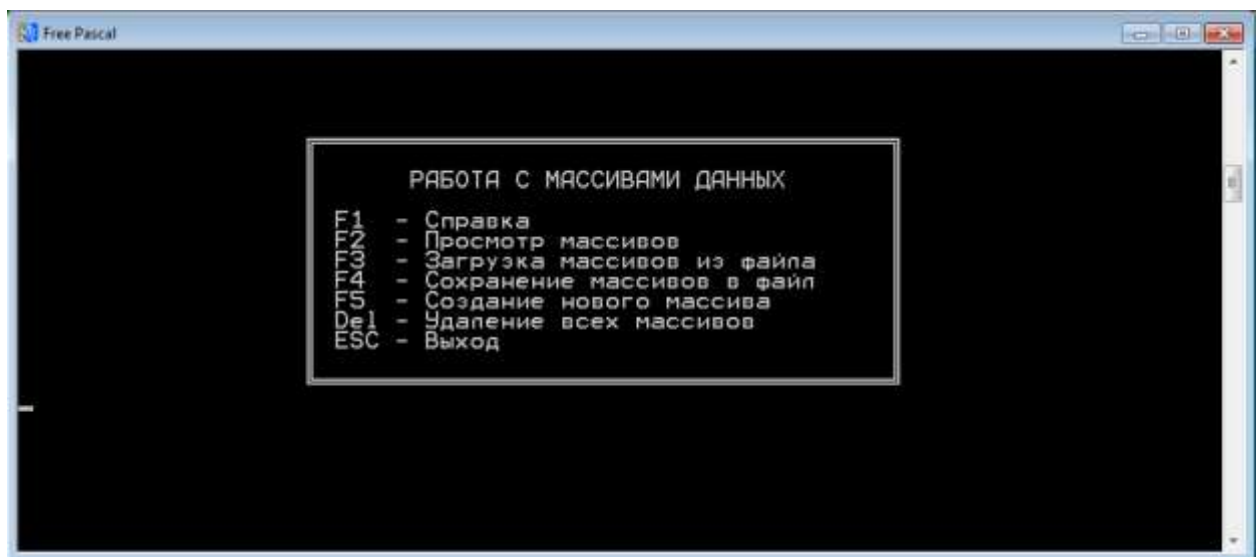 Free Pascal
РАБОТА С МАССИВАМИ ДАННЫХ
F1 - Справка
F2 - Просмотр массивов
F3 - Загрузка массивов из файла
F4 - Сохранение массивов в файл
F5 - Создание нового массива
Del - Удаление всех массивов
ESC - Выход